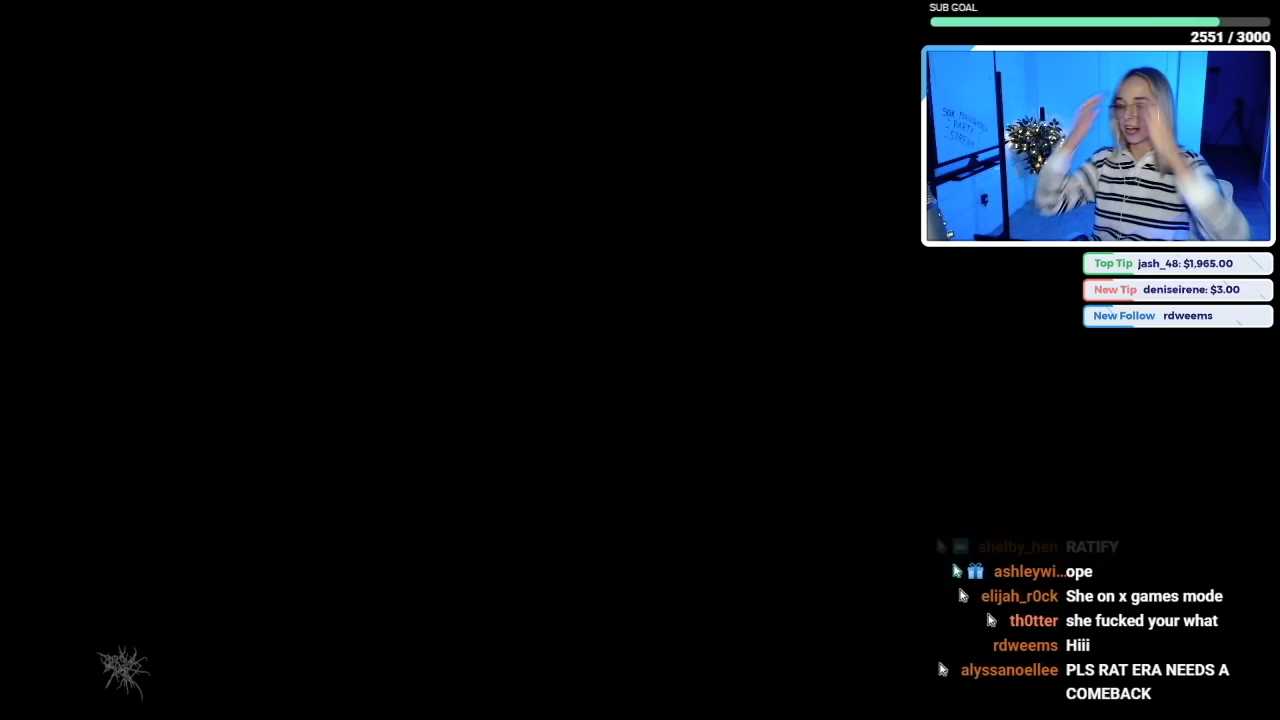 SUB GOAL
2551 / 3000
PARTY
STREAM
Top Tip jash_48: $1,965.00
New Tip deniseirene: $3.00
New Follow rdweems
shelby_hen RATIFY
ashleywi... ope
elijah_r0ck She on x games mode
th0tter she fucked your what
rdweems Hiii
alyssanoellee PLS RAT ERA NEEDS A
COMEBACK